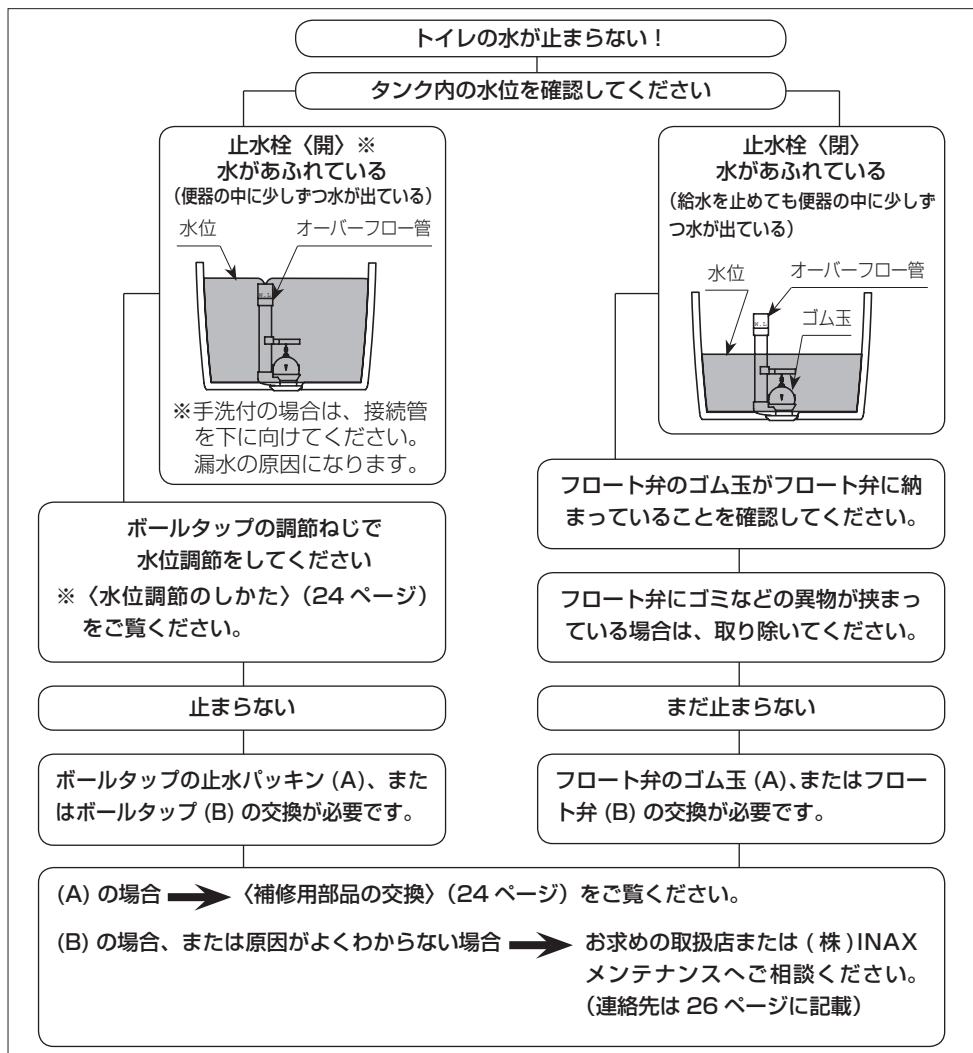 トイレの水が止まらない!
タンク内の水位を確認してください
止水栓〈開〉※
水があふれている
(便器の中に少しずつ水が出ている)
水位
オーバーフロー管
※手洗付の場合は、接続管
を下に向けてください。
漏水の原因になります。
ボールタップの調節ねじで
水位調節をしてください
※〈水位調節のしかた〉(24 ページ)
をご覧ください。
止まらない
ボールタップの止水パッキン (A)、また
はボールタップ (B) の交換が必要です。
止水栓〈閉〉
水があふれている
(給水を止めても便器の中に少しず
つ水が出ている)
水位
オーバーフロー管
ゴム玉
フロート弁のゴム玉がフロート弁に納
まっていることを確認してください。
フロート弁にゴミなどの異物が挟まっ
ている場合は、取り除いてください。
まだ止まらない
フロート弁のゴム玉 (A)、またはフロー
ト弁 (B) の交換が必要です。
(A) の場合 〈補修用部品の交換〉(24 ページ) をご覧ください。
(B) の場合、または原因がよくわからない場合 お求めの取扱店または ( 株 )INAX
メンテナンスへご相談ください。
(連絡先は 26 ページに記載)